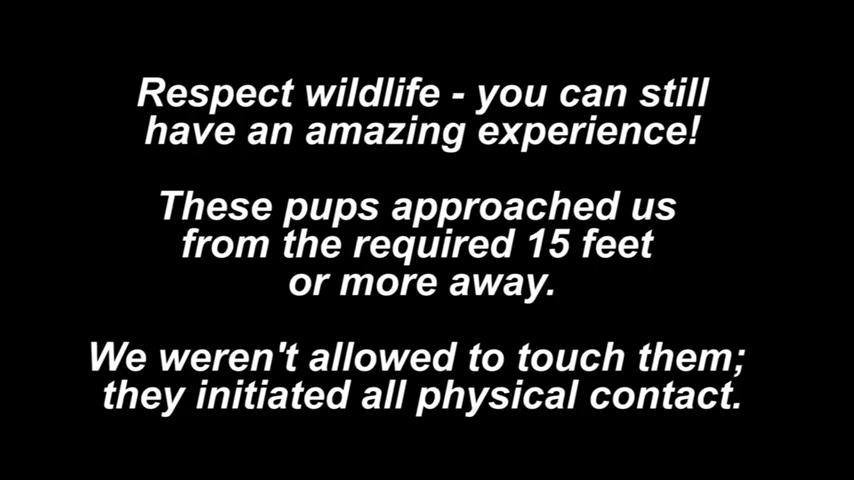 Respect wildlife - you can still
have an amazing experience!
These pups approached us
from the required 15 feet
or more away.
We weren't allowed to touch them;
they initiated all physical contact.